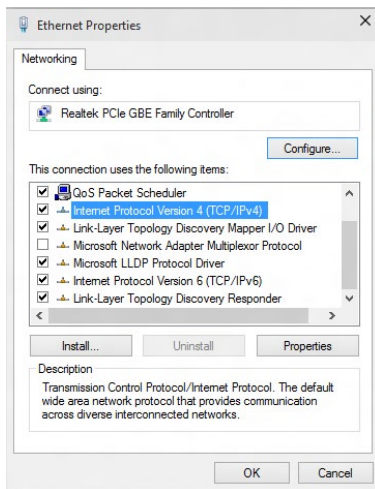 Ethernet Properties
Networking
Connect using:
Realtek PCIe GBE Family Controller
Configure...
This connection uses the following items:
QoS Packet Scheduler
Internet Protocol Version 4 (TCP/IPv4)
Link-Layer Topology Discovery Mapper I/O Driver
Microsoft Network Adapter Multiplexor Protocol
Microsoft LLDP Protocol Driver
Internet Protocol Version 6 (TCP/IPv6)
Link-Layer Topology Discovery Responder
Install... Uninstall Properties
Description
Transmission Control Protocol/Internet Protocol. The default
wide area network protocol that provides communication
across diverse interconnected networks.
OK Cancel